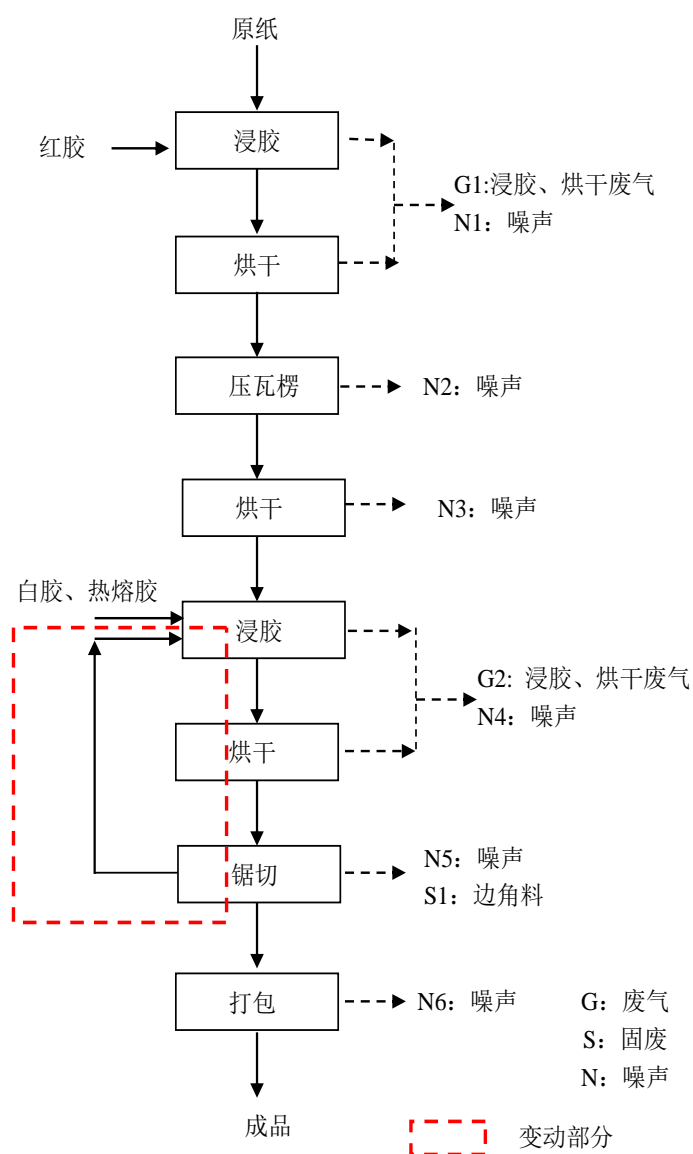 原纸
红胶
浸胶
G1:浸胶、烘干废气
N1：噪声
烘干
压瓦楞
N2：噪声
烘干
N3：噪声
白胶、热熔胶
浸胶
G2: 浸胶、烘干废气
N4：噪声
烘干
锯切
N5：噪声
S1：边角料
打包
N6：噪声
G：废气
S：固废
N：噪声
成品
变动部分